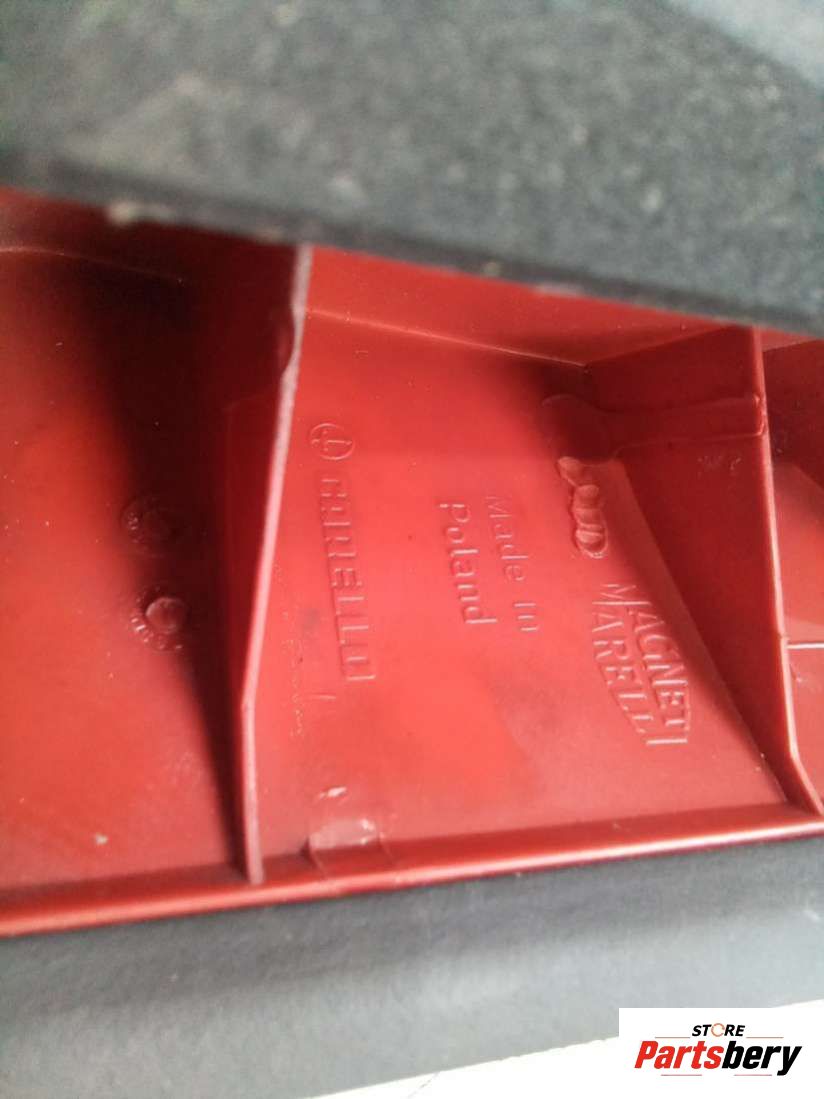 CARELLO
Made in
Poland
MAGNETI
MARELLI
STORE
Partsbery